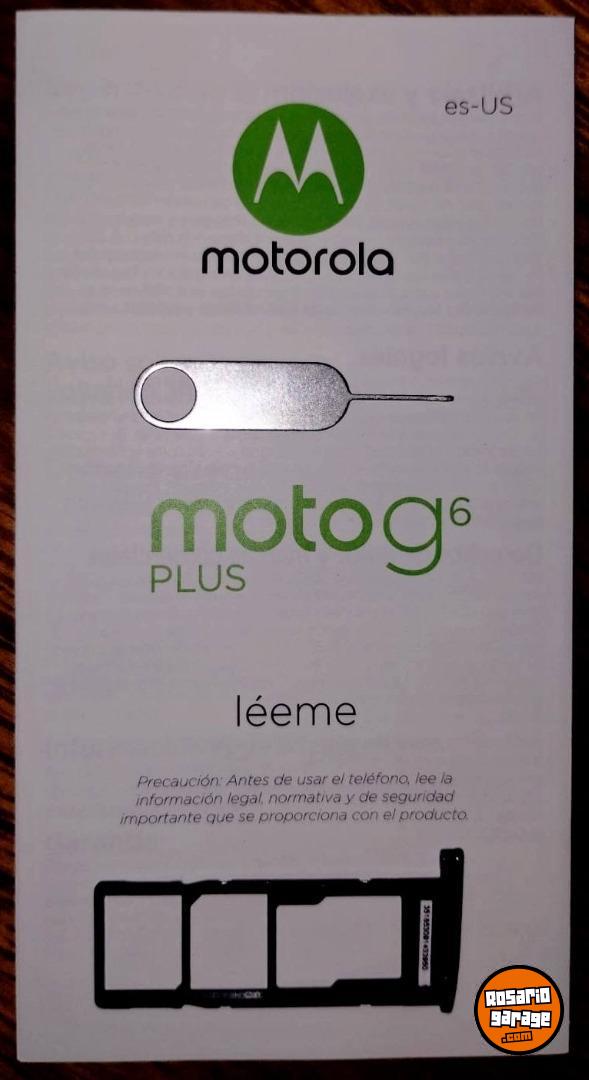 es-US
motorola
moto g6
PLUS
léeme
Precaución: Antes de usar el teléfono, lee la
información legal, normativa y de seguridad
importante que se proporciona con el producto.
Rosario
garage
.com